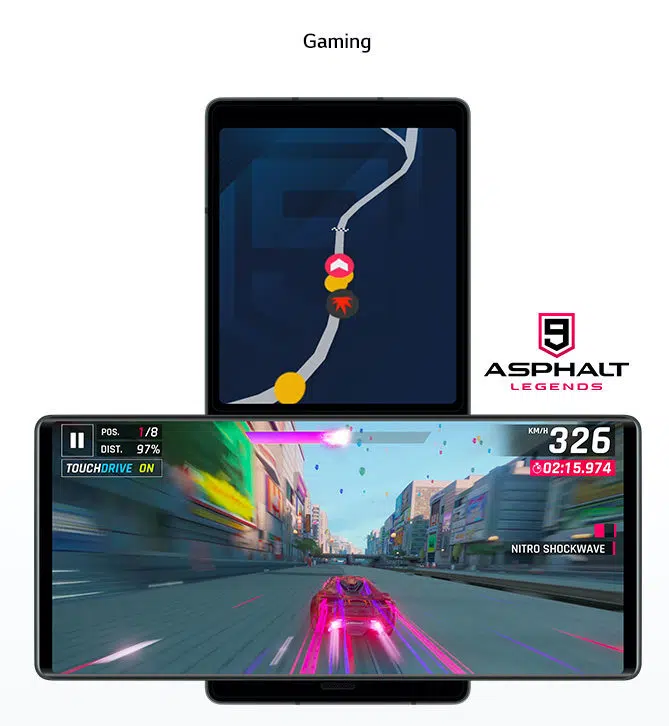 Gaming
9
ASPHALT
LEGENDS
POS. 1/8
DIST. 97%
TOUCHDRIVE ON
KM/H 326
02:15.974
NITRO SHOCKWAVE